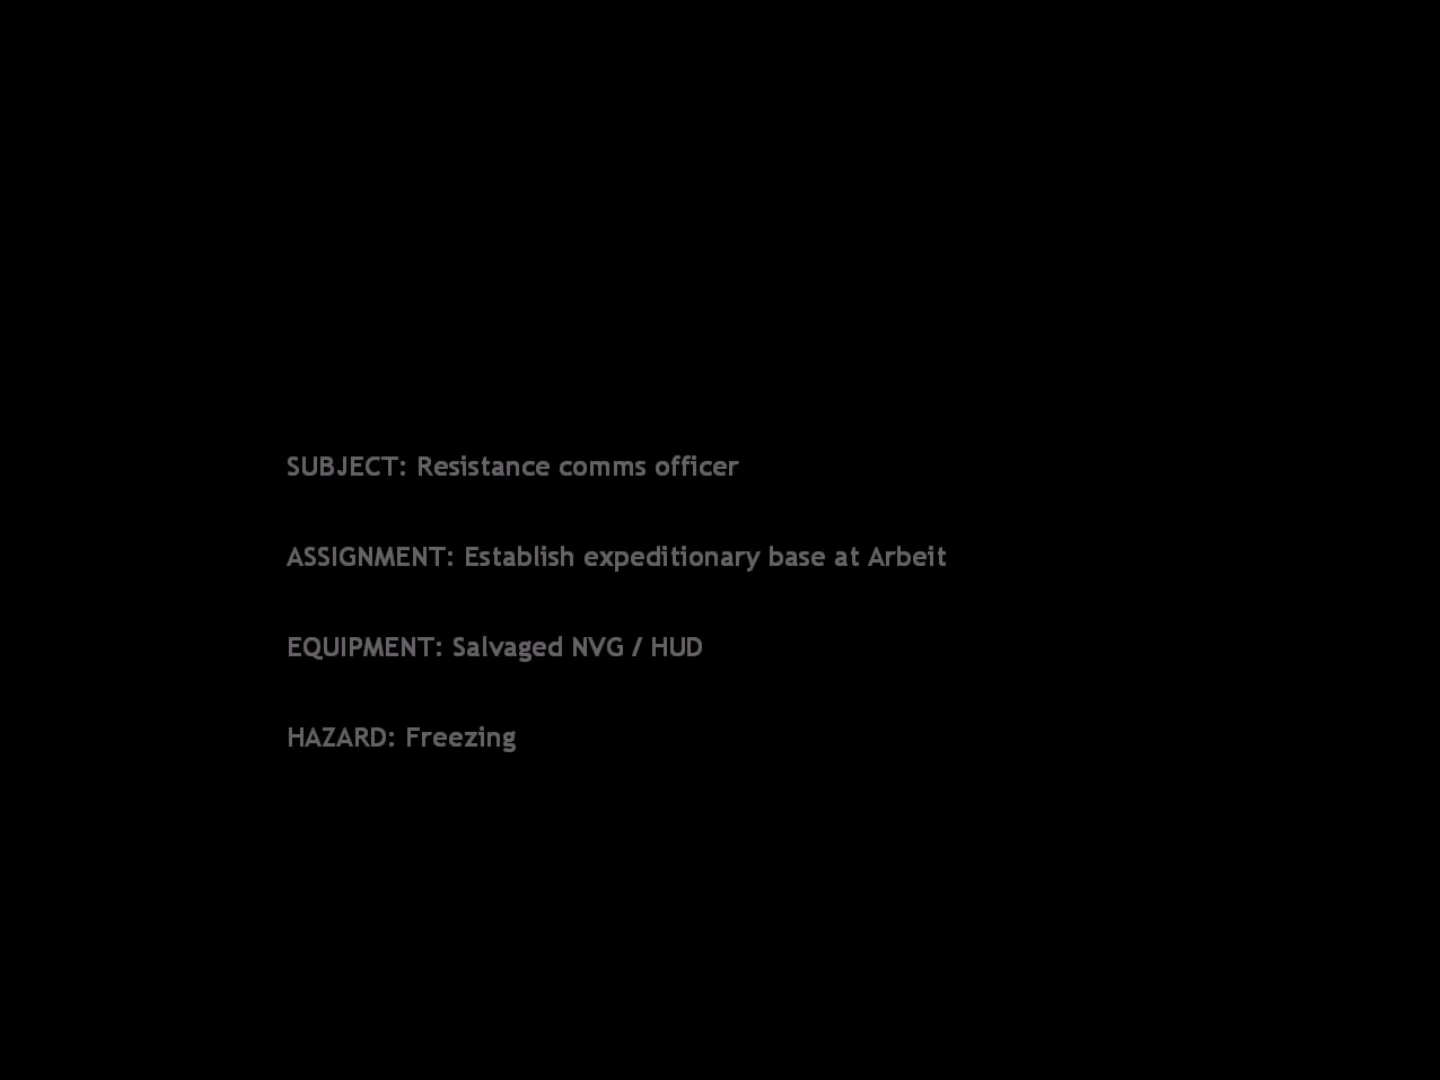 SUBJECT: Resistance comms officer
ASSIGNMENT: Establish expeditionary base at Arbeit
EQUIPMENT: Salvaged NVG / HUD
HAZARD: Freezing